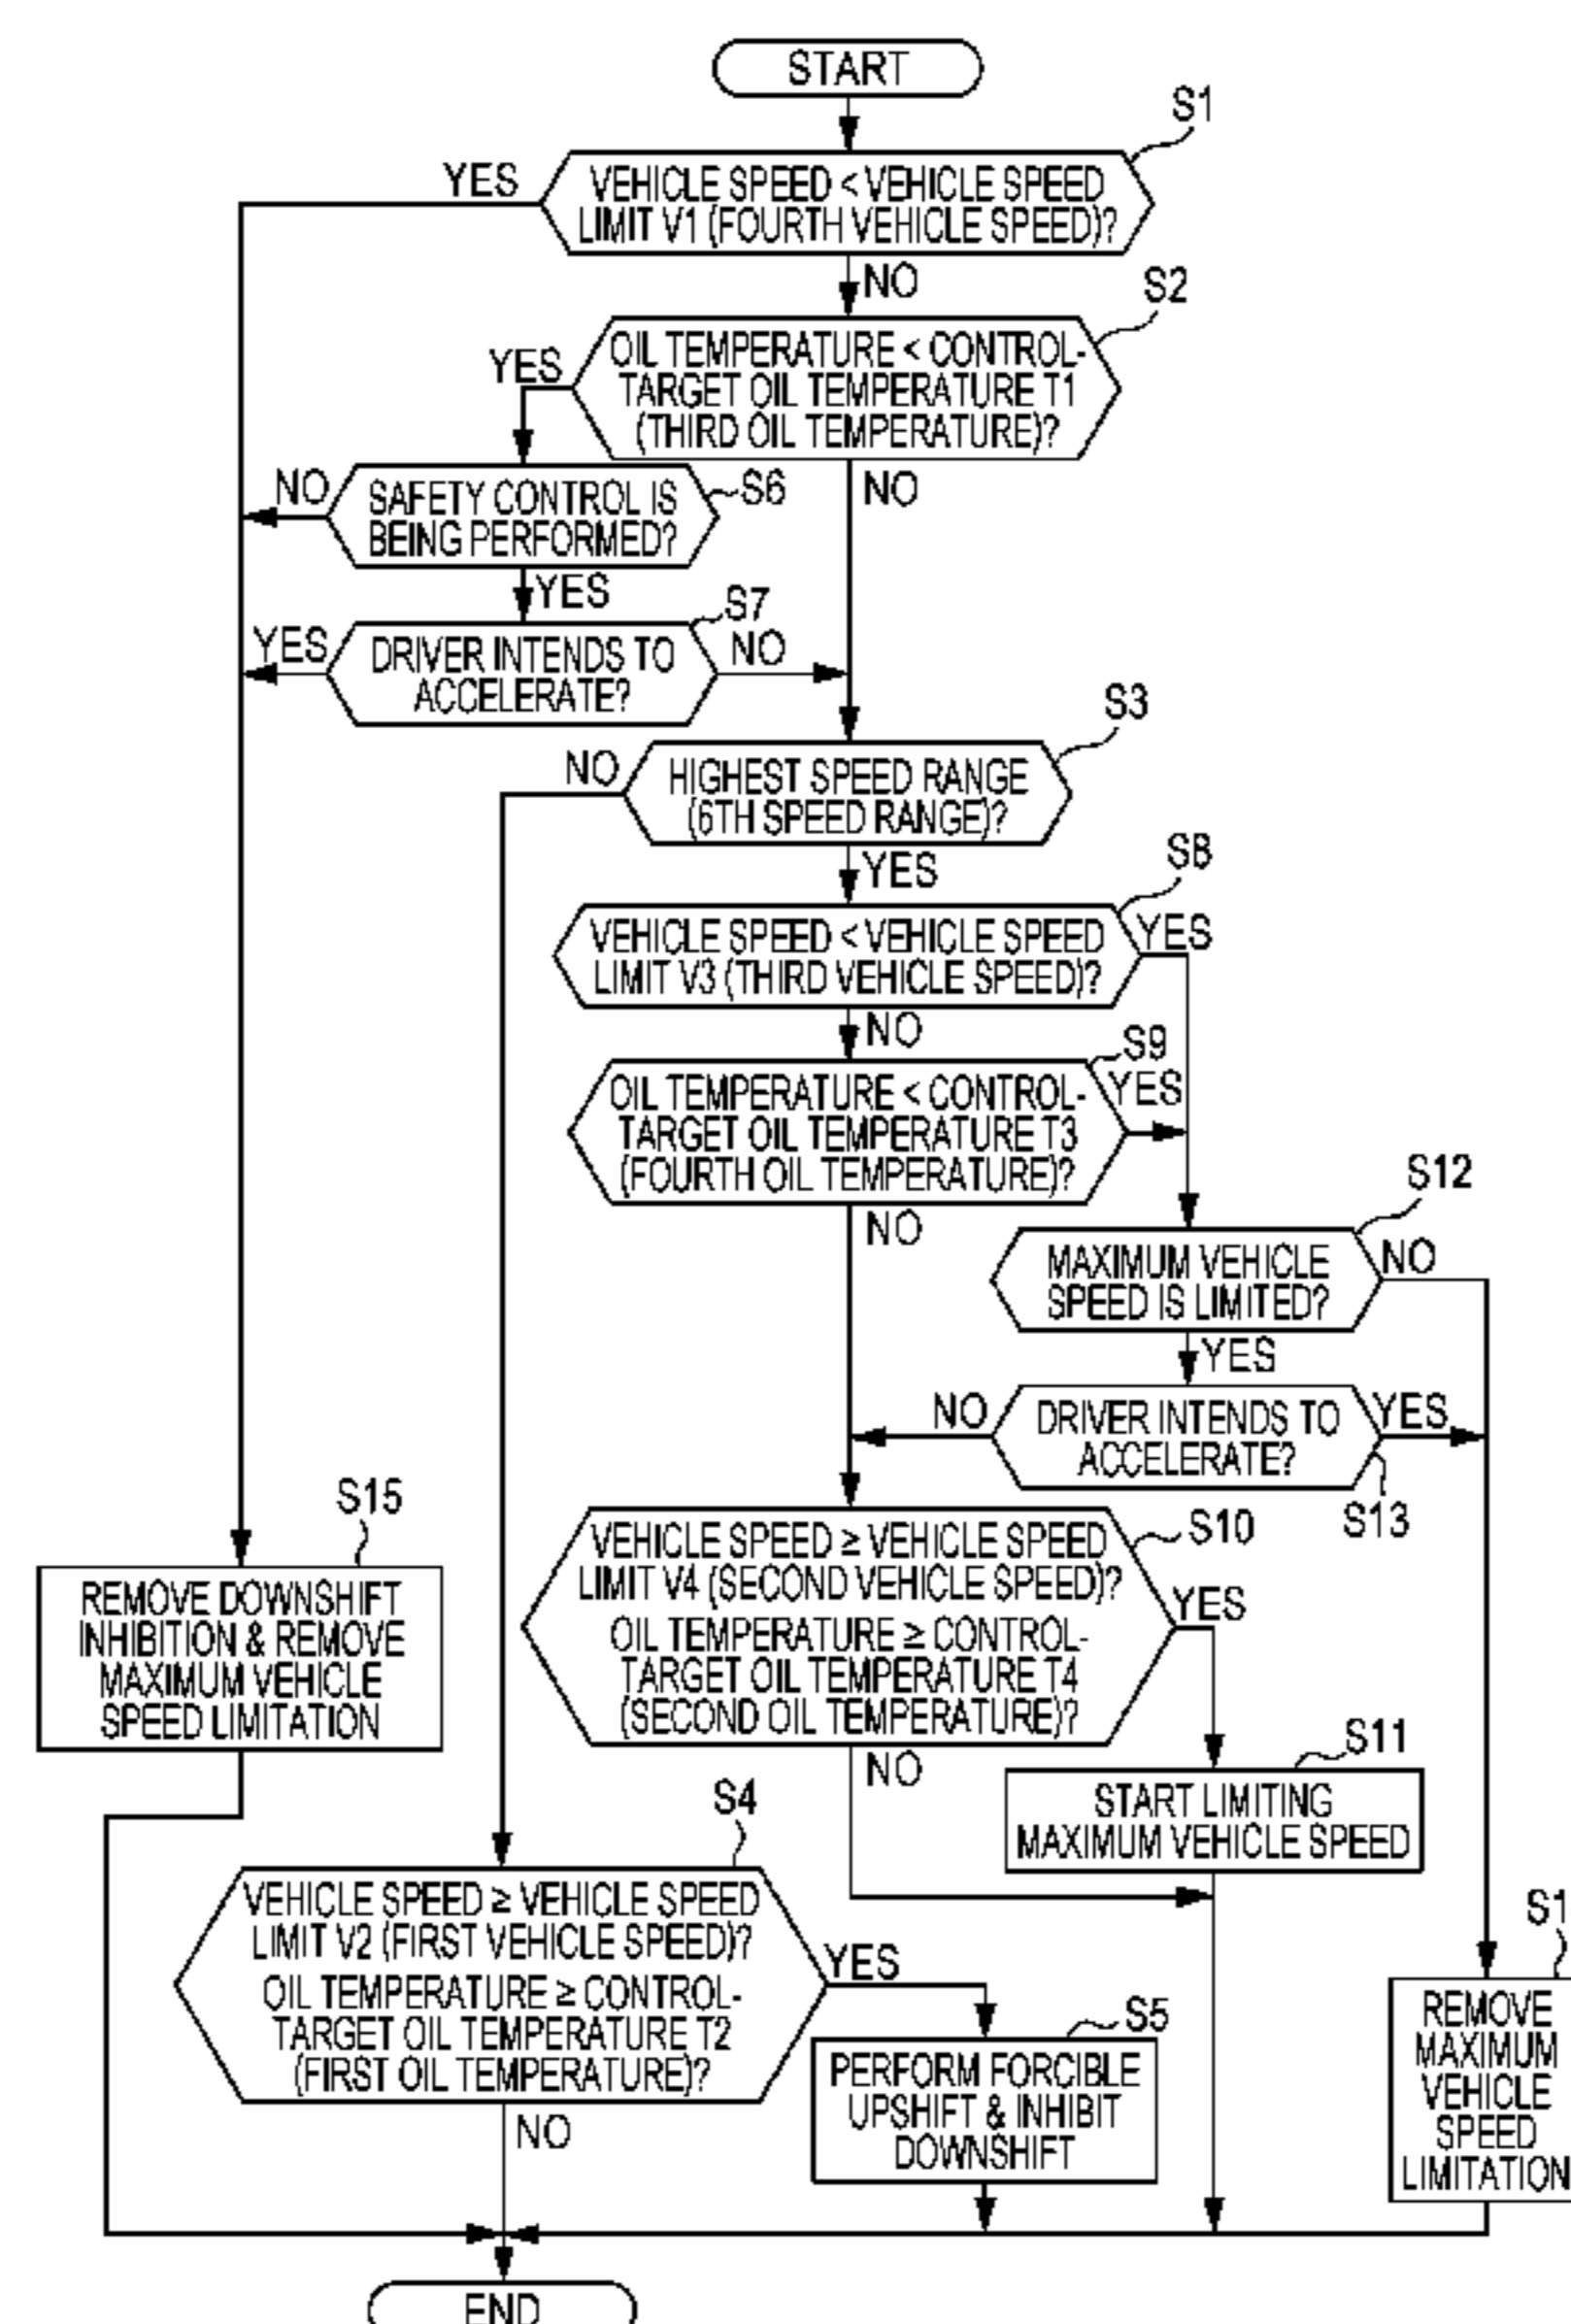 START
S1
YES
VEHICLE SPEED < VEHICLE SPEED
LIMIT V1 (FOURTH VEHICLE SPEED)?
NO
S2
YES
OIL TEMPERATURE < CONTROL-
TARGET OIL TEMPERATURE T1
(THIRD OIL TEMPERATURE)?
NO
NO
SAFETY CONTROL IS
BEING PERFORMED?
S6
YES
S7
YES
DRIVER INTENDS TO
ACCELERATE?
NO
S3
NO
HIGHEST SPEED RANGE
(6TH SPEED RANGE)?
YES
S8
VEHICLE SPEED < VEHICLE SPEED
LIMIT V3 (THIRD VEHICLE SPEED)?
YES
NO
S9
OIL TEMPERATURE < CONTROL-
TARGET OIL TEMPERATURE T3
(FOURTH OIL TEMPERATURE)?
YES
NO
S12
MAXIMUM VEHICLE
SPEED IS LIMITED?
NO
YES
NO
DRIVER INTENDS TO
ACCELERATE?
YES
S13
S15
REMOVE DOWNSHIFT
INHIBITION & REMOVE
MAXIMUM VEHICLE
SPEED LIMITATION
S10
VEHICLE SPEED ≥ VEHICLE SPEED
LIMIT V4 (SECOND VEHICLE SPEED)?
OIL TEMPERATURE ≥ CONTROL-
TARGET OIL TEMPERATURE T4
(SECOND OIL TEMPERATURE)?
YES
NO
S11
START LIMITING
MAXIMUM VEHICLE SPEED
S4
VEHICLE SPEED ≥ VEHICLE SPEED
LIMIT V2 (FIRST VEHICLE SPEED)?
OIL TEMPERATURE ≥ CONTROL-
TARGET OIL TEMPERATURE T2
(FIRST OIL TEMPERATURE)?
YES
NO
S5
PERFORM FORCIBLE
UPSHIFT & INHIBIT
DOWNSHIFT
REMOVE
MAXIMUM
VEHICLE
SPEED
LIMITATION
END